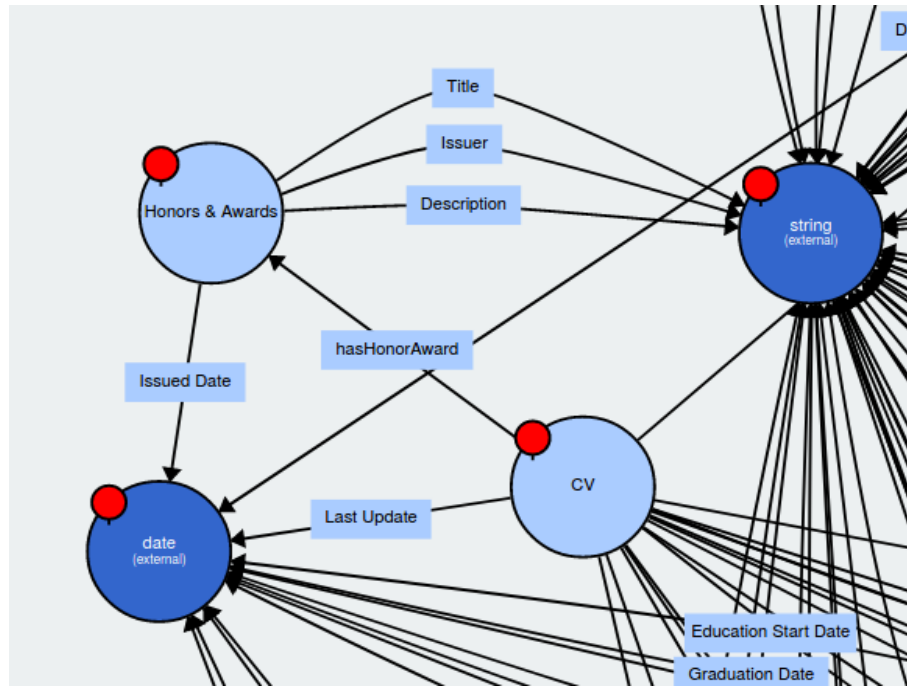 D
Title
Issuer
Honors & Awards
Description
string
(external)
hasHonorAward
Issued Date
CV
Last Update
date
(external)
Education Start Date
Graduation Date